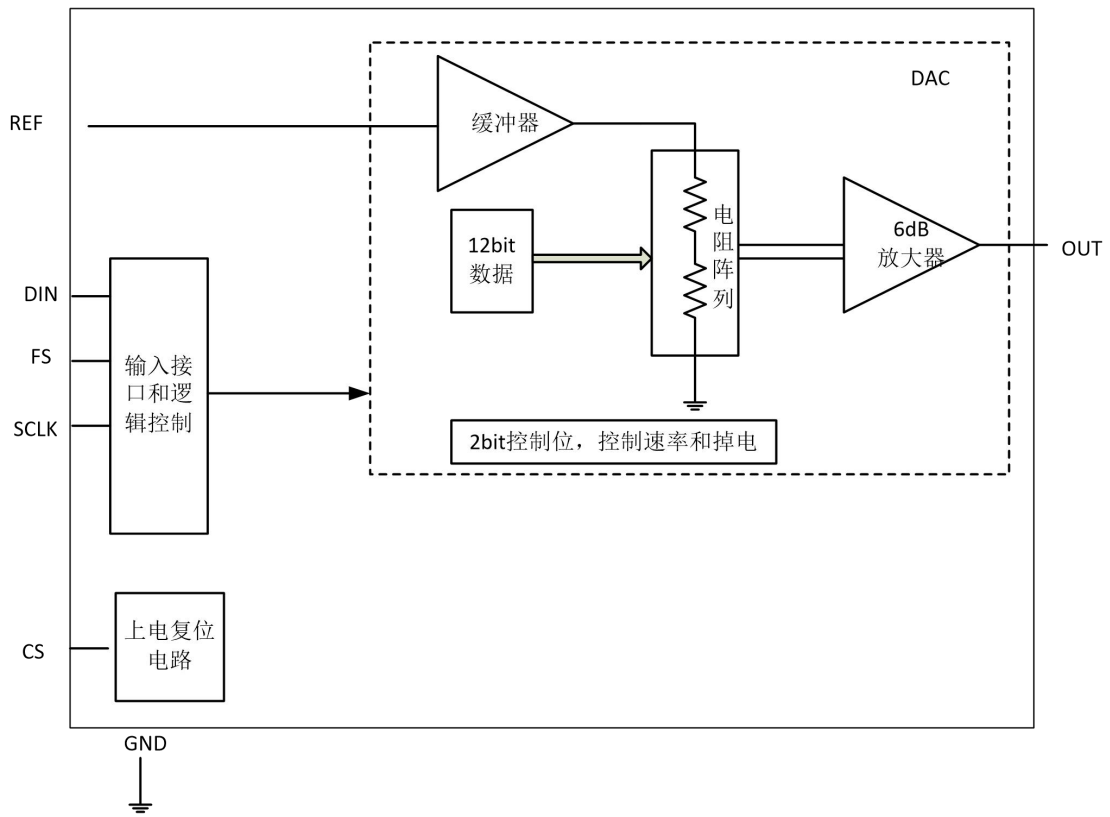 DAC
REF
缓冲器
电
阻
阵
列
6dB
放大器
OUT
12bit
数据
DIN
FS
SCLK
输入接
口和逻
辑控制
2bit控制位，控制速率和掉电
CS
上电复位
电路
GND